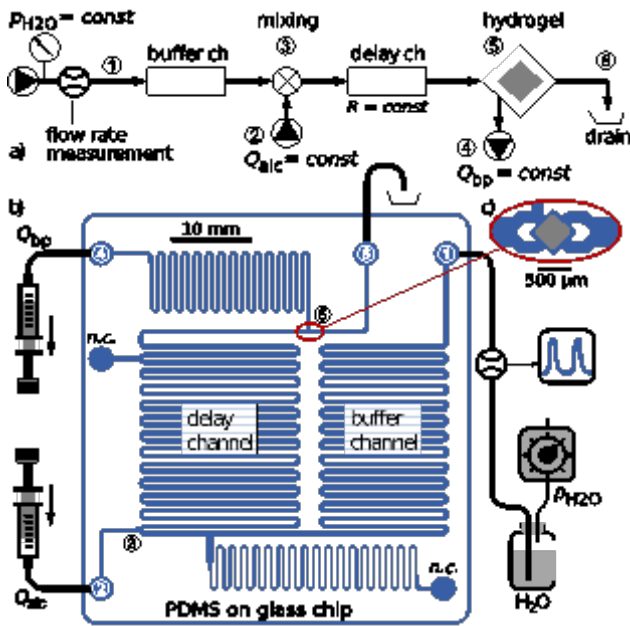 pH2O = const
mixing
hydrogel
①
buffer ch
③
delay ch
⑤
⑥
R = const
flow rate
measurement
②
④
drain
a)
Qalc = const
Qbp = const
b)
c)
Qbp
10 mm
④
⑥
①
500 µm
⑤
n.c.
delay
channel
buffer
channel
pH2O
③
n.c.
②
Qalc
H2O
PDMS on glass chip